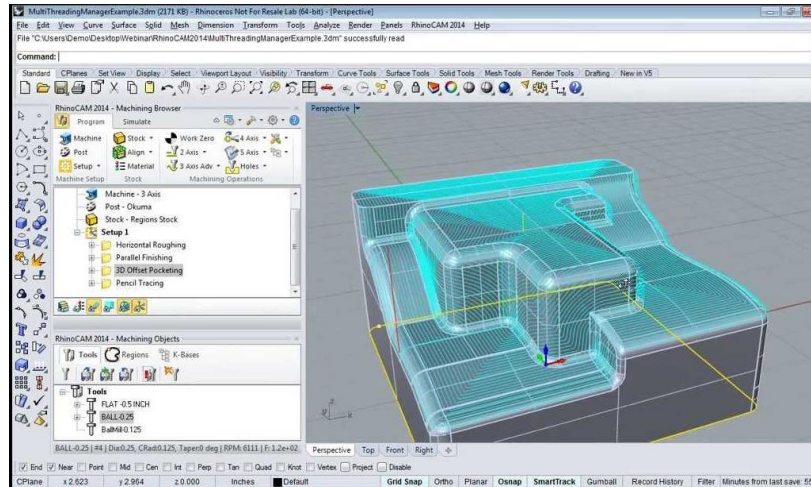 MultiThreadingManagerExample.3dm (2171 KB) - Rhinoceros Not For Resale Lab (64-bit) - [Perspective]
File Edit View Curve Surface Solid Mesh Dimension Transform Tools Analyze Render Panels RhinoCAM 2014 Help
File "C:\Users\Demo\Desktop\Webinar\RhinoCAM2014\MultiThreadingManagerExample.3dm" successfully read
Command:
Standard CPlanes Set View Display Select Viewport Layout Visibility Transform Curve Tools Surface Tools Solid Tools Mesh Tools Render Tools Drafting New in V5
RhinoCAM 2014 - Machining Browser
Perspective
Program Simulate
Machine Stock Work Zero 4 Axis
Post Align 2 Axis 5 Axis
Setup Material 3 Axis Adv Holes
Machine Setup Stock Machining Operations
Machine - 3 Axis
Post - Okuma
Stock - Regions Stock
Setup 1
Horizontal Roughing
Parallel Finishing
3D Offset Pocketing
Pencil Tracing
RhinoCAM 2014 - Machining Objects
Tools Regions K-Bases
Tools
FLAT -0.5 INCH
BALL-0.25
BallMill-0.125
BALL-0.25 | #4 | Dia:0.25, CRad:0.125, Taper:0 deg | RPM: 6111 | F: 1.2e+02
Perspective Top Front Right
End Near Point Mid Cen Int Perp Tan Quad Knot Vertex Project Disable
CPlane x 2.623 y 2.964 z 0.000 Inches Default Grid Snap Ortho Planar Osnap SmartTrack Gumball Record History Filter Minutes from last save: